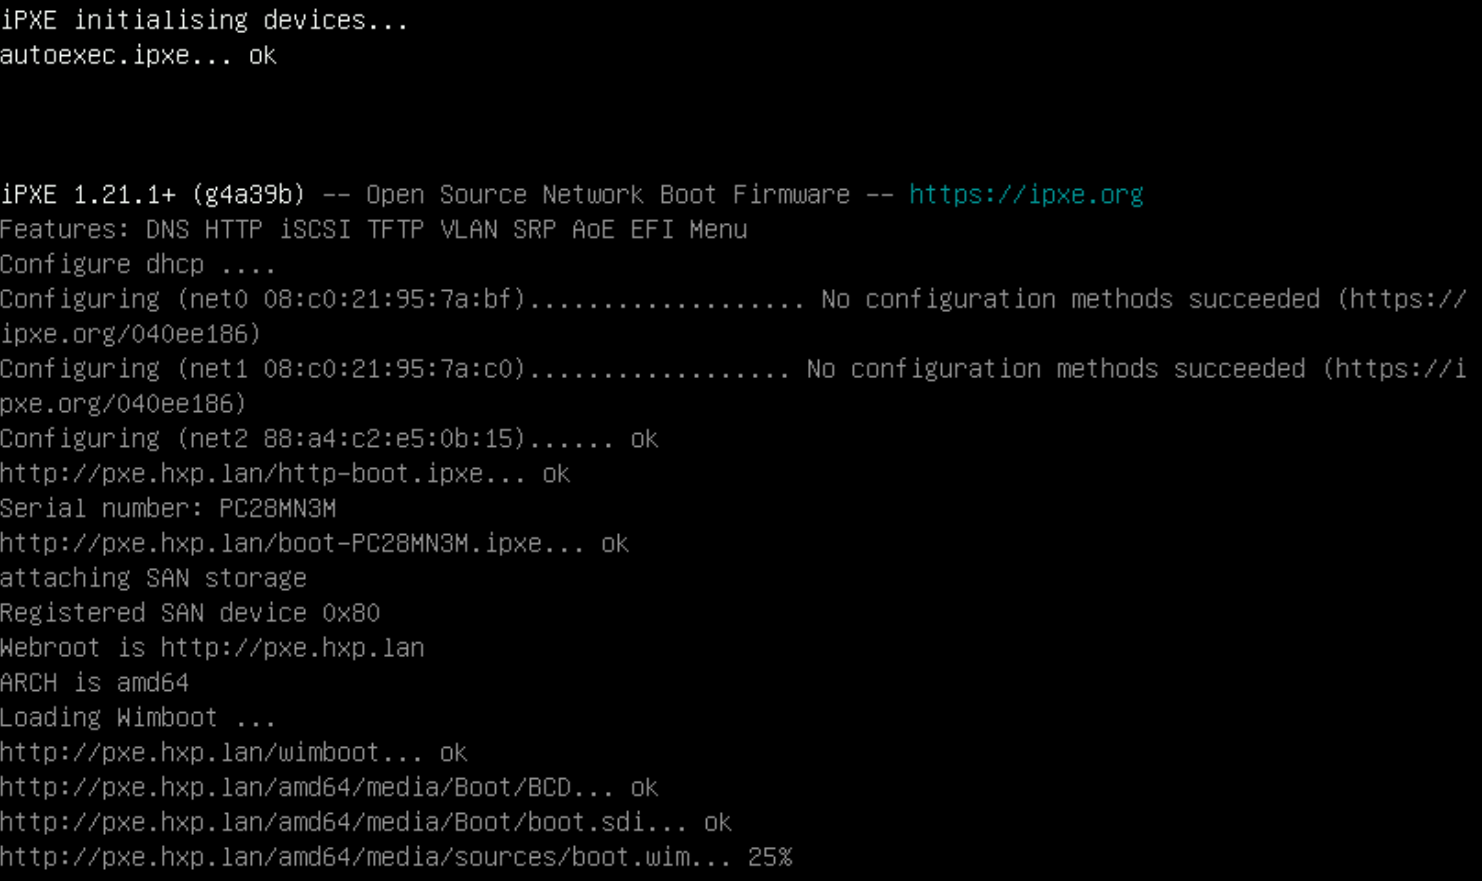 iPXE initialising devices...
autoexec.ipxe... ok
iPXE 1.21.1+ (g4a39b) -- Open Source Network Boot Firmware -- https://ipxe.org
Features: DNS HTTP iSCSI TFTP VLAN SRP AoE EFI Menu
Configure dhcp ....
Configuring (net0 08:c0:21:95:7a:bf)................... No configuration methods succeeded (https://
ipxe.org/040ee186)
Configuring (net1 08:c0:21:95:7a:c0).................. No configuration methods succeeded (https://i
pxe.org/040ee186)
Configuring (net2 88:a4:c2:e5:0b:15)...... ok
http://pxe.hxp.lan/http-boot.ipxe... ok
Serial number: PC28MN3M
http://pxe.hxp.lan/boot-PC28MN3M.ipxe... ok
attaching SAN storage
Registered SAN device 0x80
Webroot is http://pxe.hxp.lan
ARCH is amd64
Loading Wimboot ...
http://pxe.hxp.lan/wimboot... ok
http://pxe.hxp.lan/amd64/media/Boot/BCD... ok
http://pxe.hxp.lan/amd64/media/Boot/boot.sdi... ok
http://pxe.hxp.lan/amd64/media/sources/boot.wim... 25%